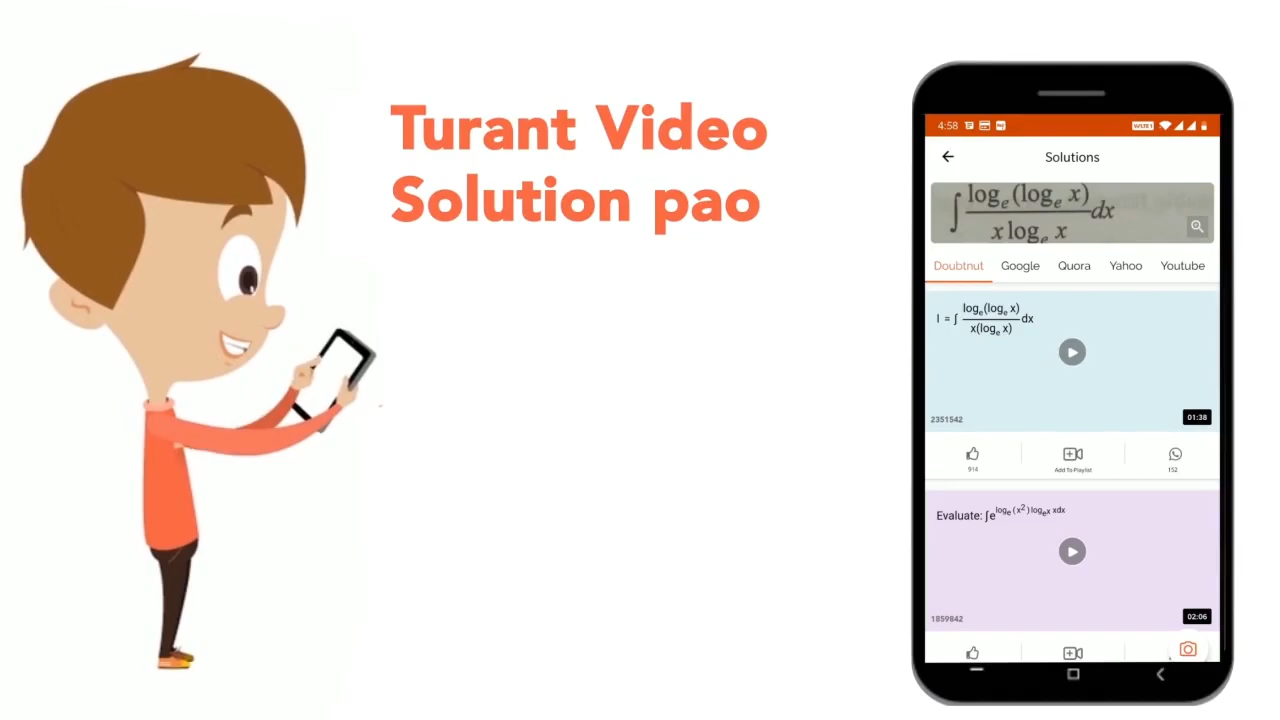 Turant Video
Solution pao
4:58
Solutions
∫ logₑ(logₑ x) / x logₑ x dx
Doubtnut Google Quora Yahoo Youtube
I = ∫ logₑ(logₑ x) / x(logₑ x) dx
2351542 01:38
914 Add To Playlist 152
Evaluate: ∫e^logₑ(x²) logₑx xdx
1859842 02:06